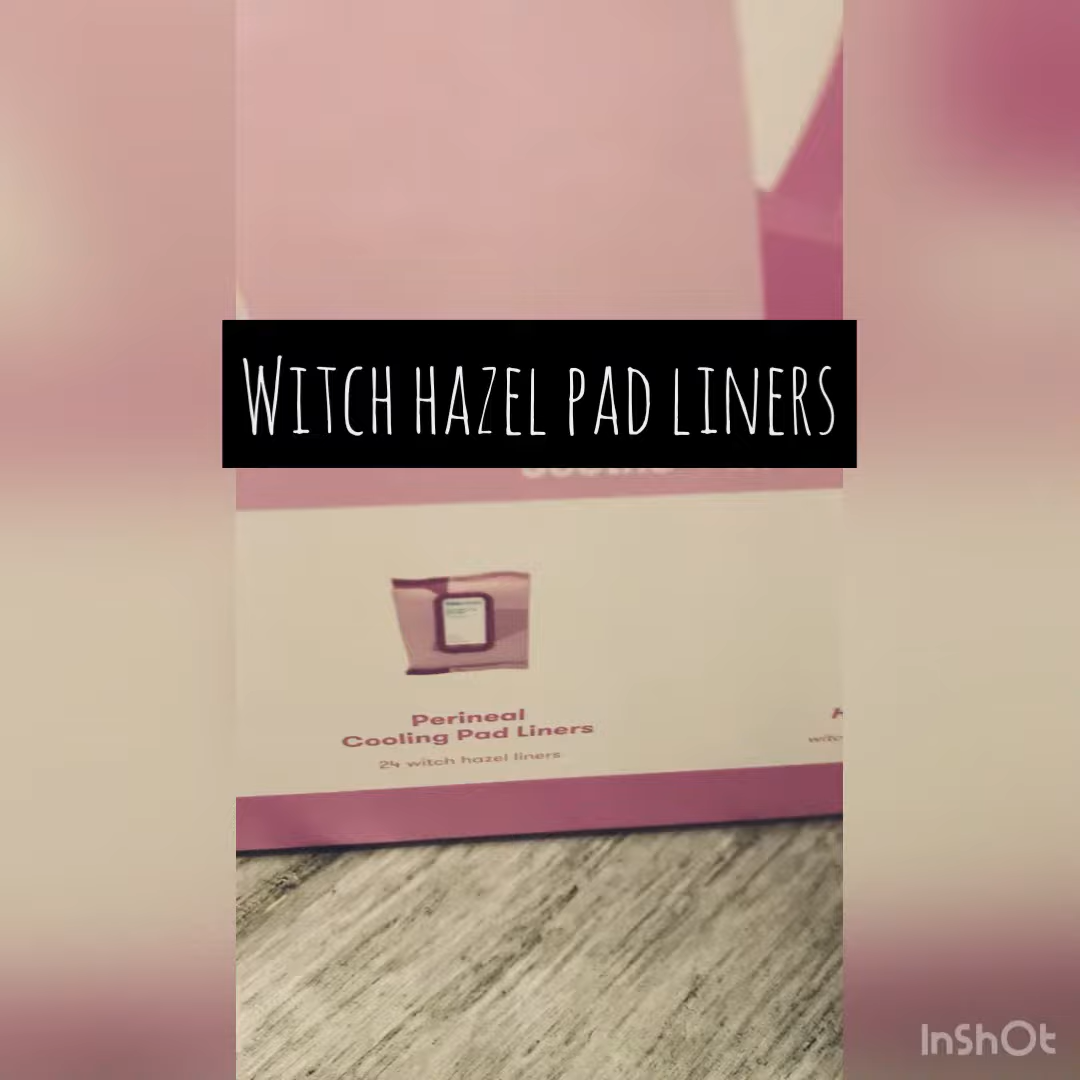 Witch hazel pad liners
Perineal
Cooling Pad Liners
24 witch hazel liners
InShOt